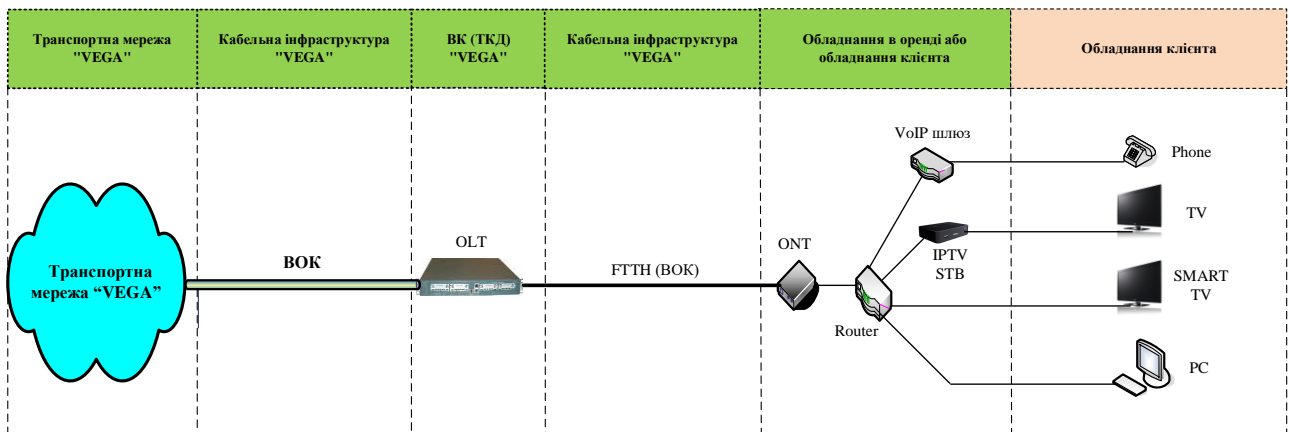 Транспортна мережа
"VEGA"
Кабельна інфраструктура
"VEGA"
ВК (ТКД)
"VEGA"
Кабельна інфраструктура
"VEGA"
Обладнання в оренді або
обладнання клієнта
Обладнання клієнта
VoIP шлюз
Phone
TV
OLT
ONT
ВОК
FTTH (ВОК)
IPTV
STB
Транспортна
мережа “VEGA”
SMART
TV
Router
PC